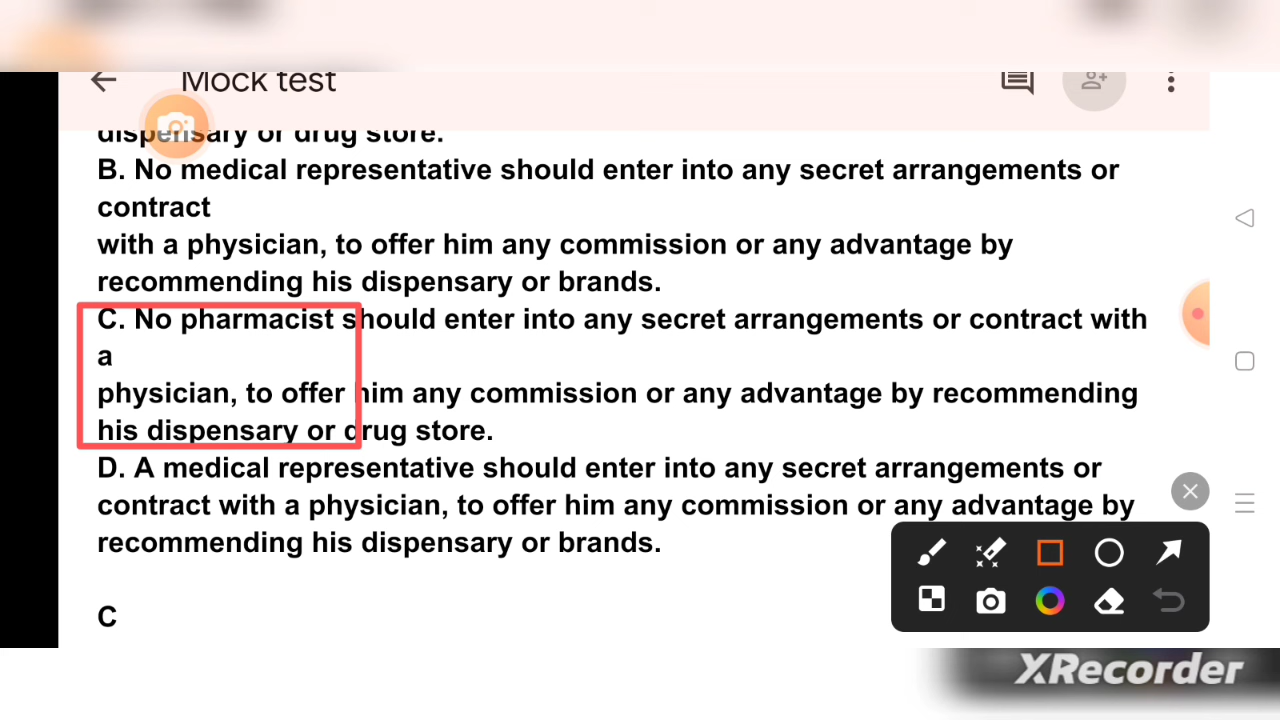 Mock test
dispensary or drug store.
B. No medical representative should enter into any secret arrangements or
contract
with a physician, to offer him any commission or any advantage by
recommending his dispensary or brands.
C. No pharmacist should enter into any secret arrangements or contract with
a
physician, to offer him any commission or any advantage by recommending
his dispensary or drug store.
D. A medical representative should enter into any secret arrangements or
contract with a physician, to offer him any commission or any advantage by
recommending his dispensary or brands.
C
XRecorder